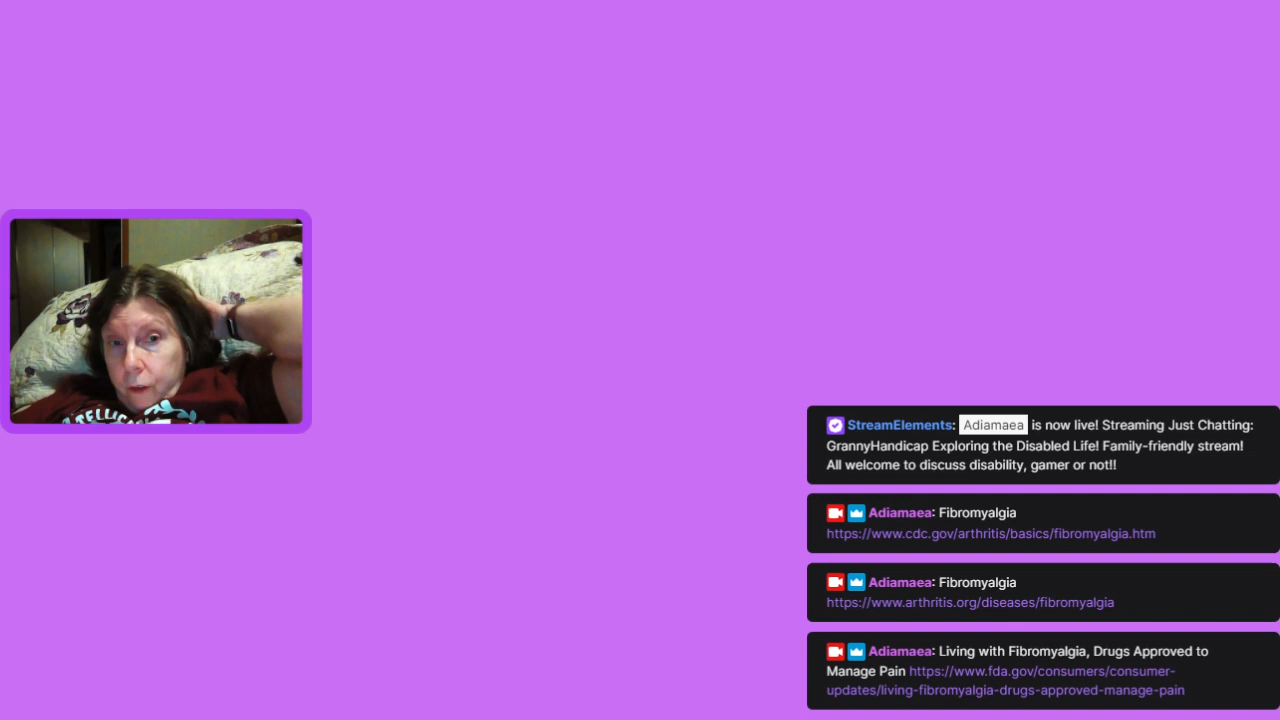 StreamElements: Adiamaea is now live! Streaming Just Chatting:
GrannyHandicap Exploring the Disabled Life! Family-friendly stream!
All welcome to discuss disability, gamer or not!!
Adiamaea: Fibromyalgia
https://www.cdc.gov/arthritis/basics/fibromyalgia.htm
Adiamaea: Fibromyalgia
https://www.arthritis.org/diseases/fibromyalgia
Adiamaea: Living with Fibromyalgia, Drugs Approved to
Manage Pain https://www.fda.gov/consumers/consumer-
updates/living-fibromyalgia-drugs-approved-manage-pain